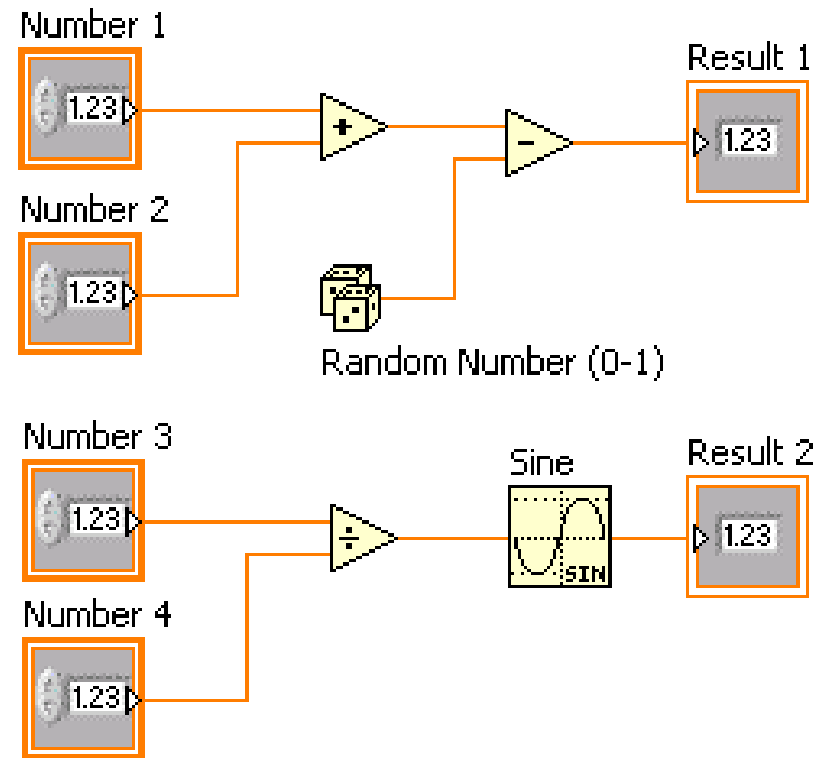 Number 1
1.23
Number 2
1.23
+
-
Result 1
1.23
Random Number (0-1)
Number 3
1.23
Number 4
1.23
÷
Sine
SIN
Result 2
1.23